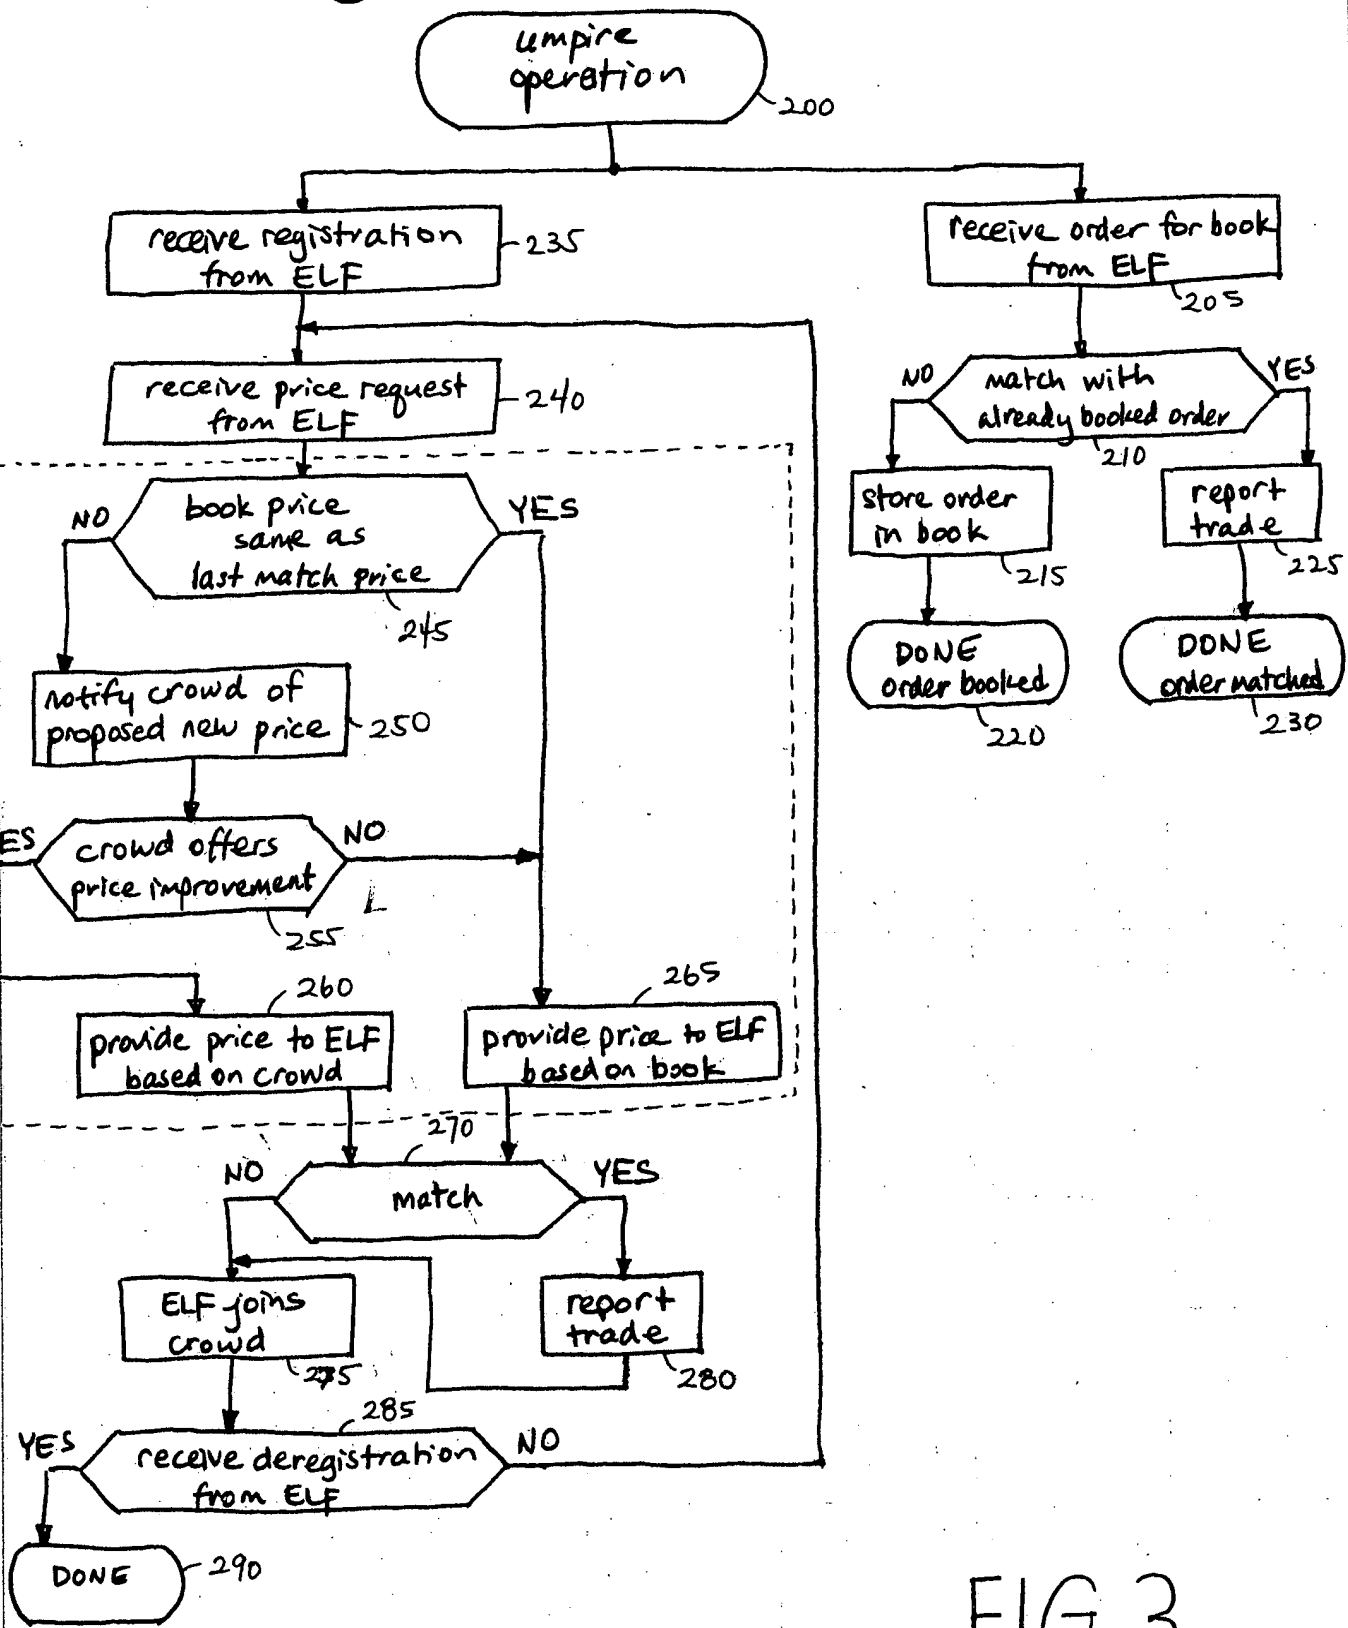 umpire
operation
200
receive registration
from ELF
235
receive order for book
from ELF
205
receive price request
from ELF
240
NO
match with
already booked order
YES
210
store order
in book
215
report
trade
225
DONE
order booked
220
DONE
order matched
230
NO
book price
same as
last match price
YES
245
notify crowd of
proposed new price
250
ES
crowd offers
price improvement
NO
255
260
provide price to ELF
based on crowd
265
provide price to ELF
based on book
270
NO
match
YES
ELF joins
crowd
275
report
trade
280
285
YES
receive deregistration
from ELF
NO
DONE
290
FIG 3